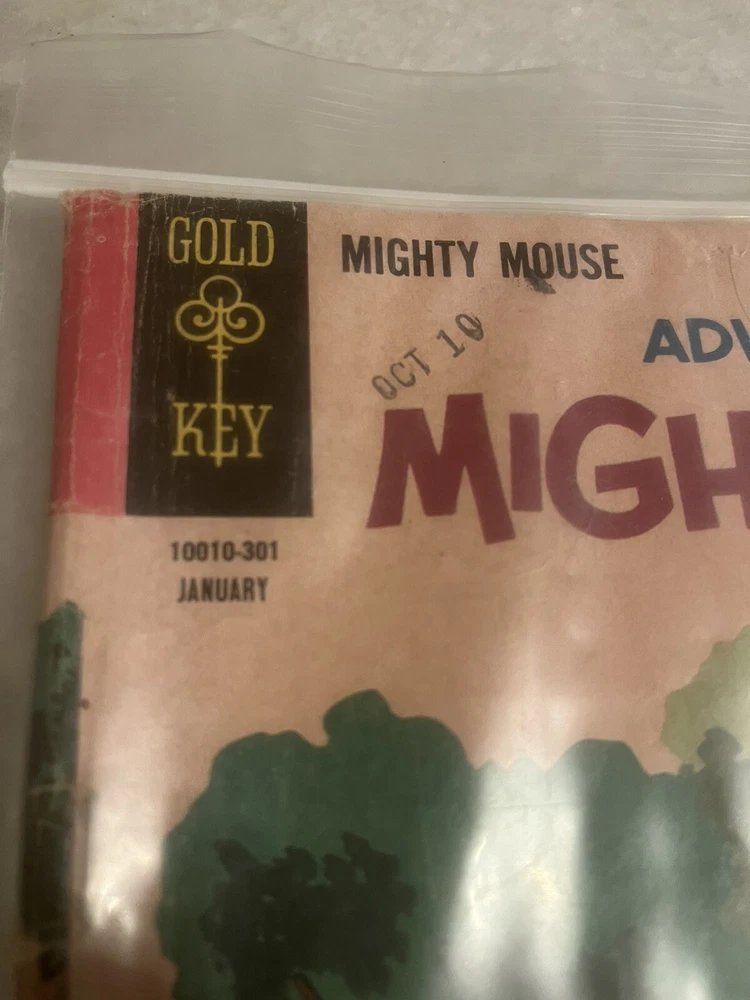 GOLD
KEY
MIGHTY MOUSE
OCT 10
ADV
MIGH
10010-301
JANUARY